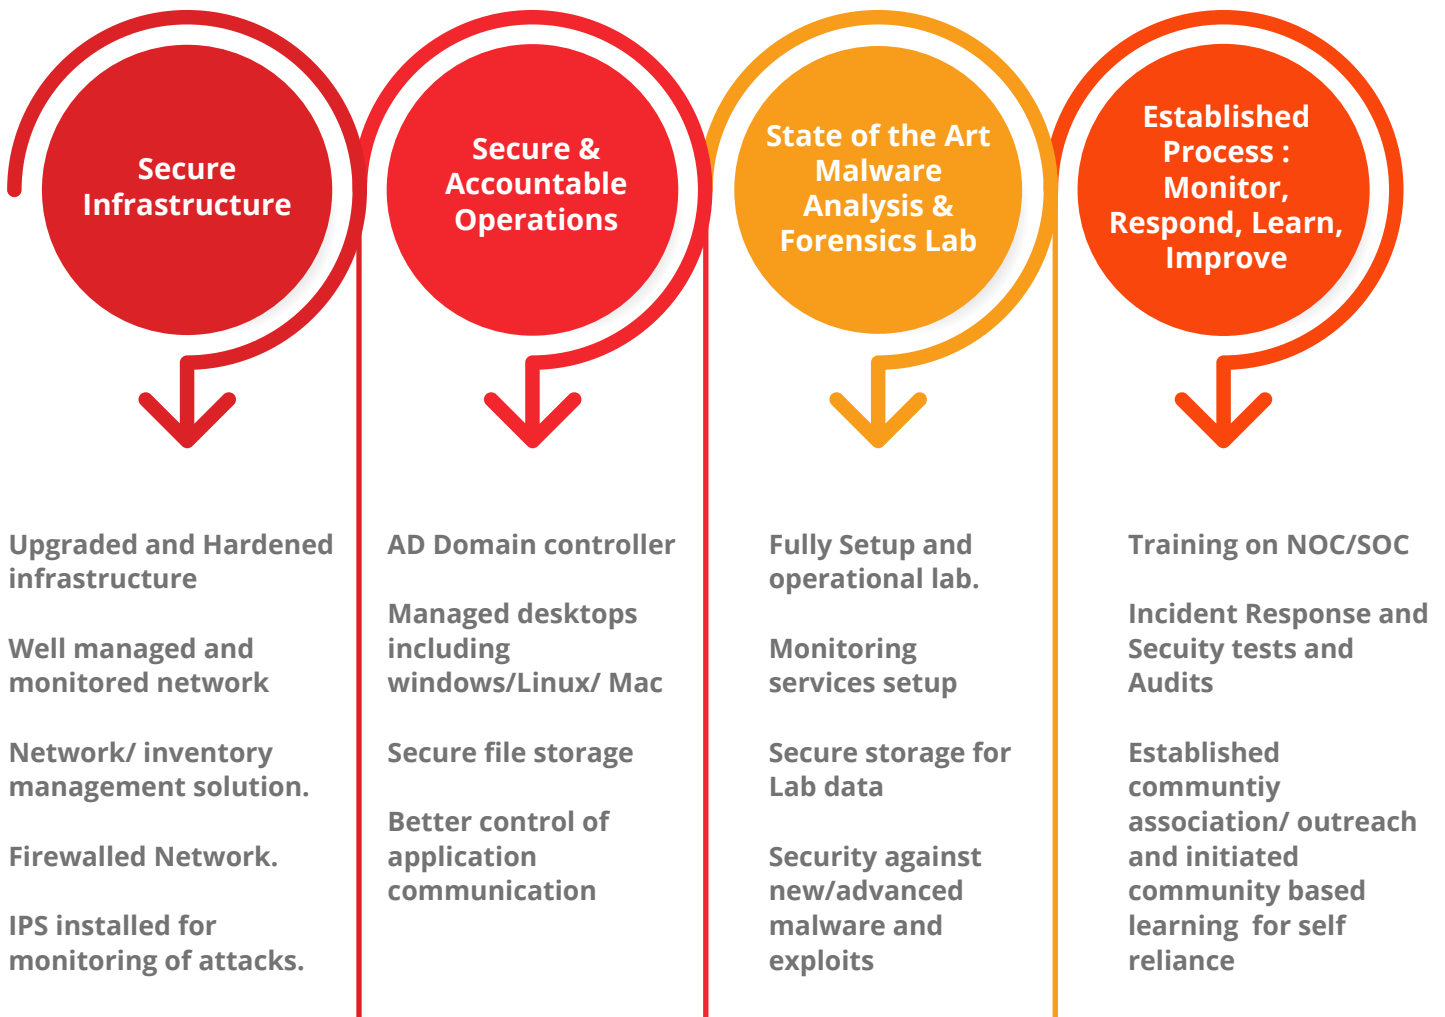 Secure
Infrastructure
Upgraded and Hardened
infrastructure
Well managed and
monitored network
Network/ inventory
management solution.
Firewalled Network.
IPS installed for
monitoring of attacks.
Secure &
Accountable
Operations
AD Domain controller
Managed desktops
including
windows/Linux/ Mac
Secure file storage
Better control of
application
communication
State of the Art
Malware
Analysis &
Forensics Lab
Fully Setup and
operational lab.
Monitoring
services setup
Secure storage for
Lab data
Security against
new/advanced
malware and
exploits
Established
Process :
Monitor,
Respond, Learn,
Improve
Training on NOC/SOC
Incident Response and
Secuity tests and
Audits
Established
communtiy
association/ outreach
and initiated
community based
learning  for self
reliance